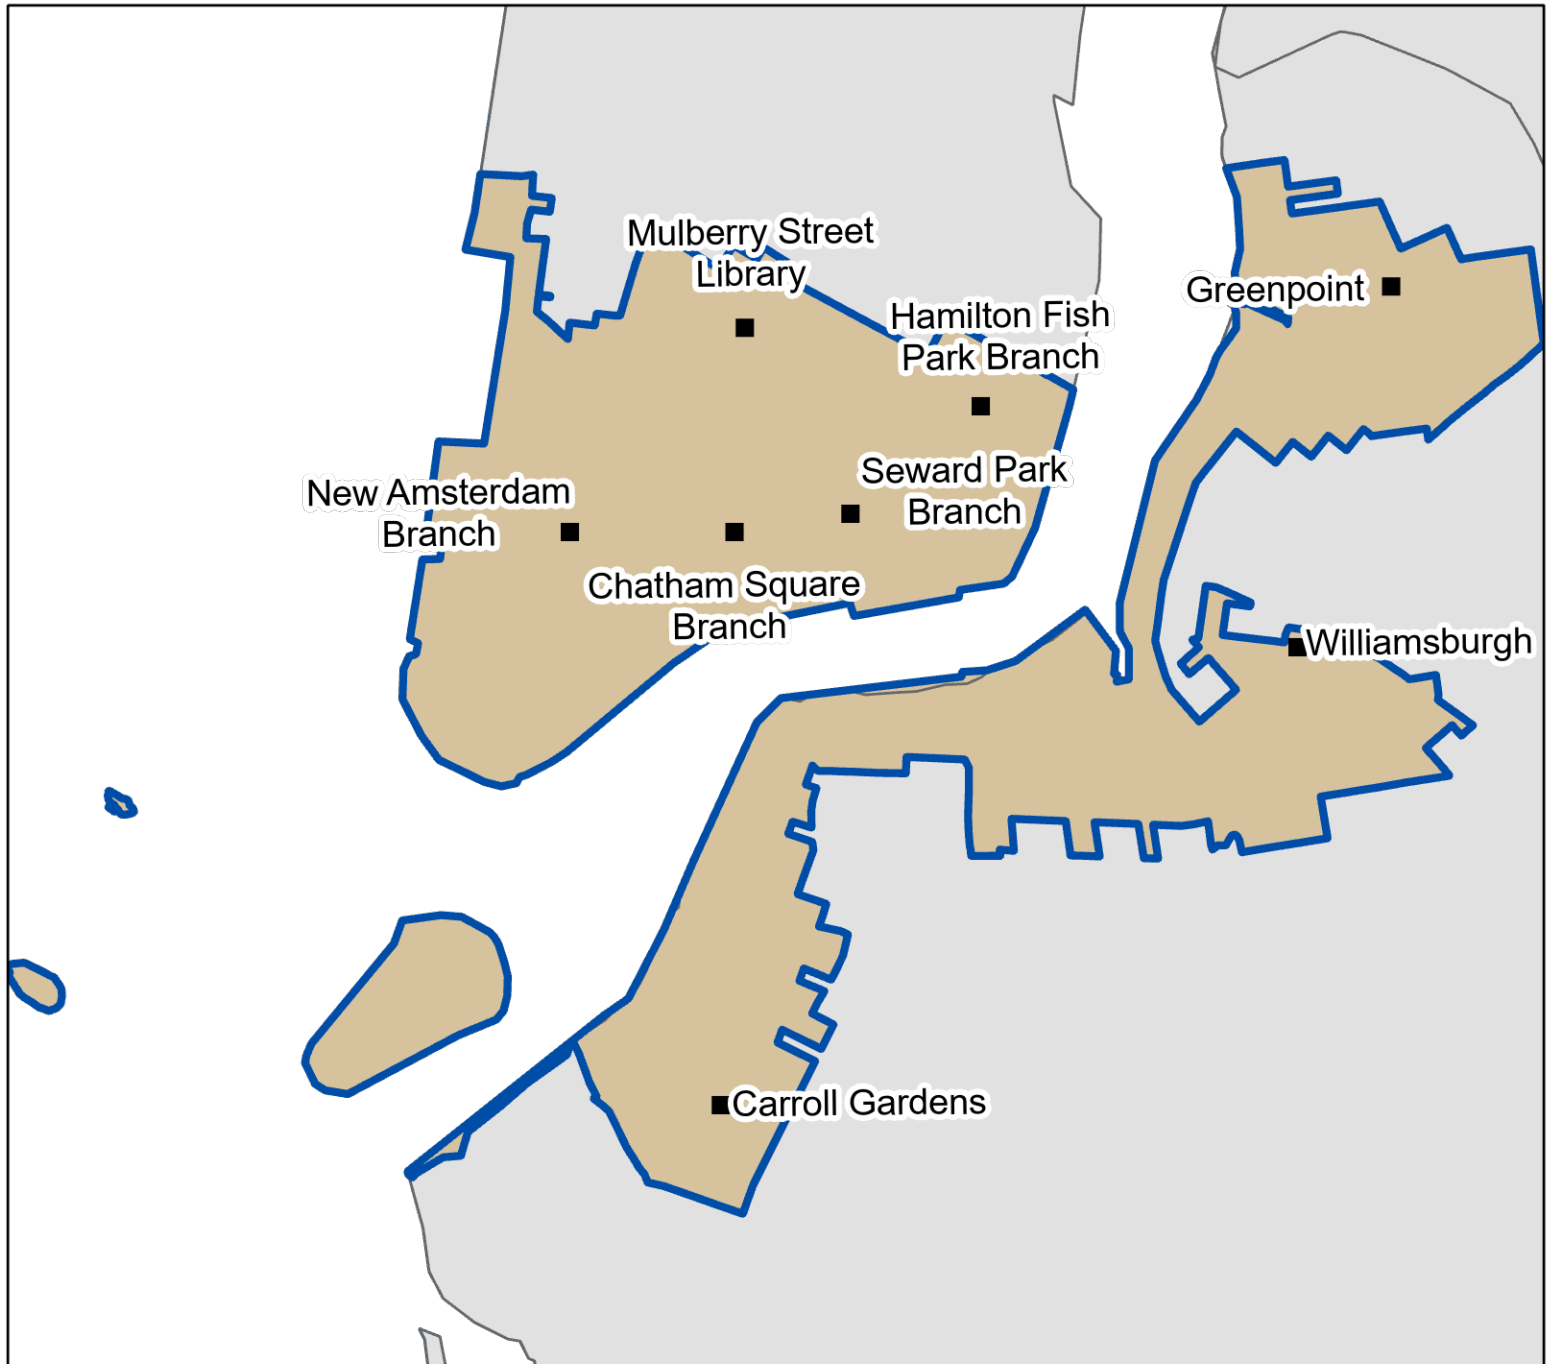 Mulberry Street
Library
Hamilton Fish
Park Branch
Greenpoint
Seward Park
Branch
New Amsterdam
Branch
Chatham Square
Branch
Williamsburgh
Carroll Gardens